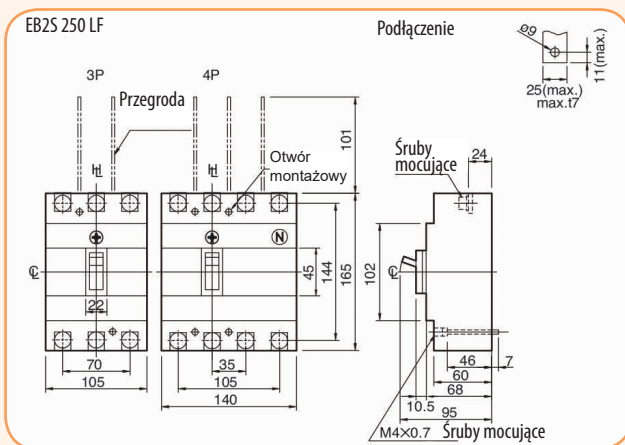 EB2S 250 LF
Podłączenie
ø9
11(max.)
25(max.)
max.t7
3P
4P
Przegroda
101
Otwór
montażowy
Śruby
mocujące
24
N
22
45
144
165
102
70
105
35
105
140
46
7
60
68
10.5
95
M4×0.7
Śruby mocujące